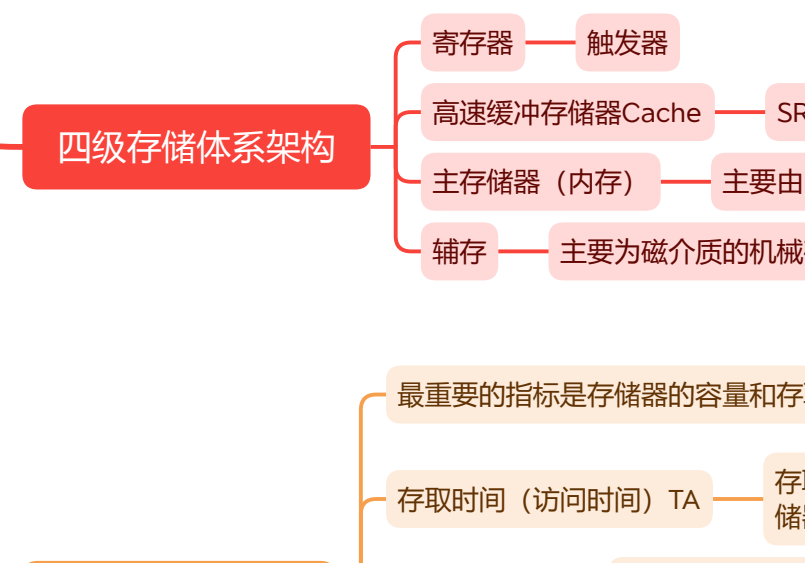 寄存器
触发器
高速缓冲存储器Cache
SR
四级存储体系架构
主存储器（内存）
主要由
辅存
主要为磁介质的机械
最重要的指标是存储器的容量和存
存取时间（访问时间）TA
存
储